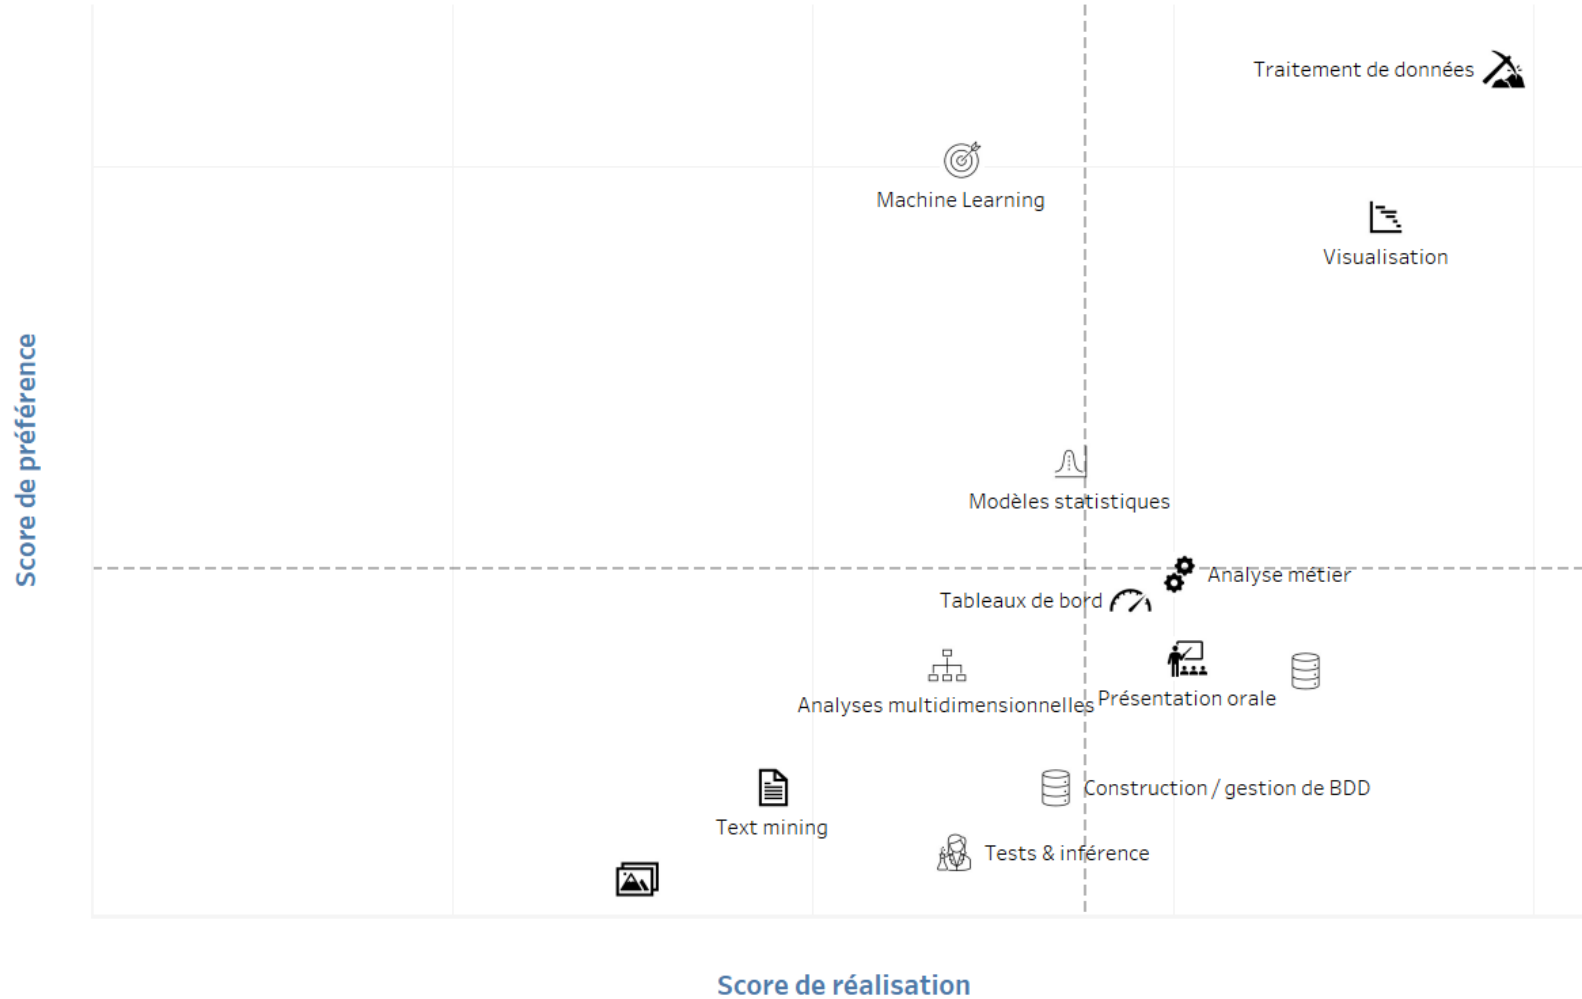 Traitement de données
Machine Learning
Visualisation
Score de préférence
Modèles statistiques
Analyse métier
Tableaux de bord
Analyses multidimensionnelles
Présentation orale
Construction / gestion de BDD
Text mining
Tests & inférence
Score de réalisation